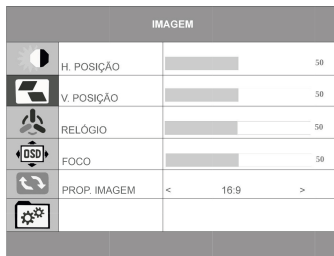 IMAGEM
H. POSIÇÃO 50
V. POSIÇÃO 50
RELÓGIO 50
OSD FOCO 50
PROP. IMAGEM < 16:9 >